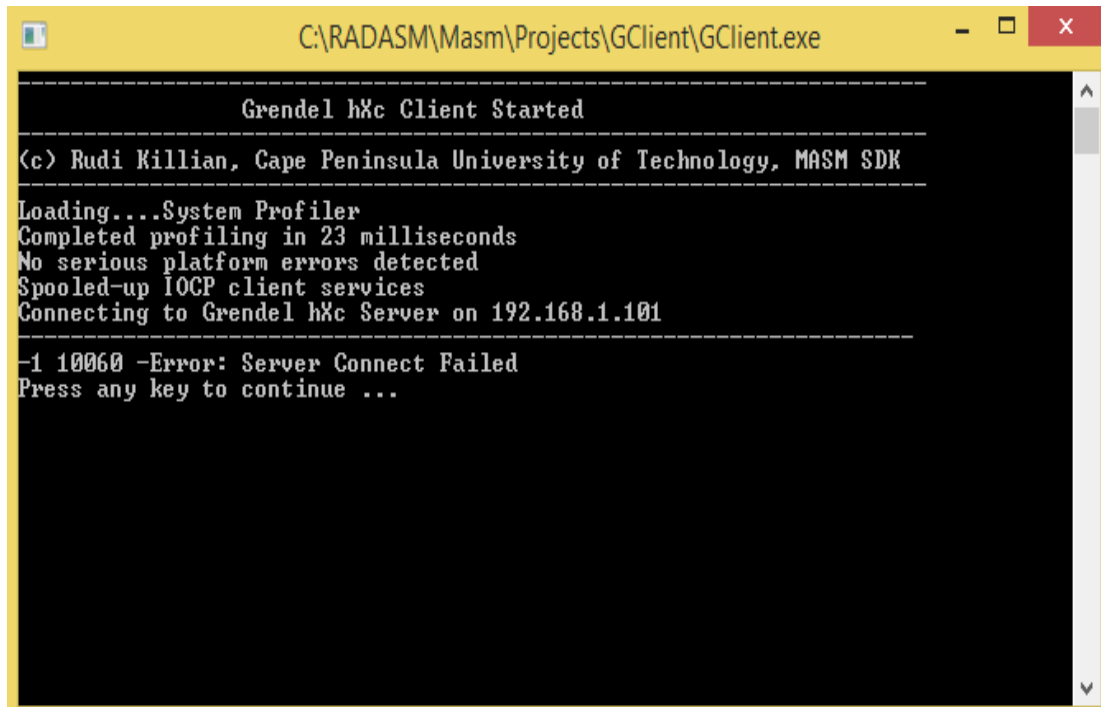 C:\RADASM\Masm\Projects\GClient\GClient.exe
Grendel hXc Client Started
(c) Rudi Killian, Cape Peninsula University of Technology, MASM SDK
Loading....System Profiler
Completed profiling in 23 milliseconds
No serious platform errors detected
Spooled-up IOCP client services
Connecting to Grendel hXc Server on 192.168.1.101
-1 10060 -Error: Server Connect Failed
Press any key to continue ...